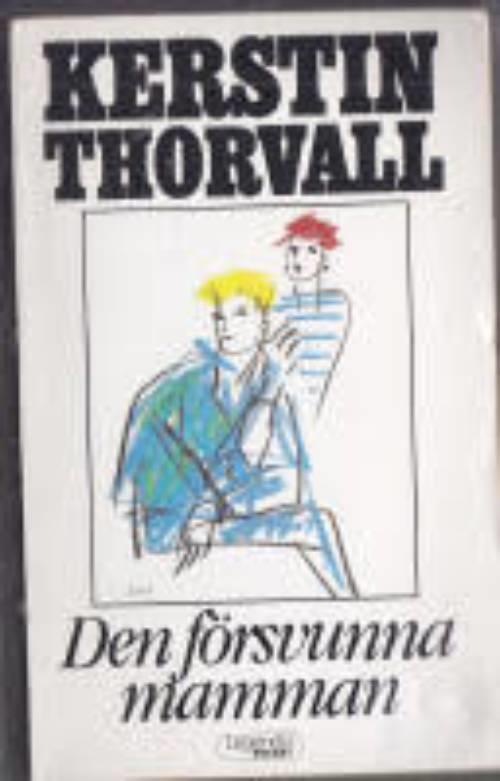 KERSTIN
THORVALL
Den försvunna
mamman